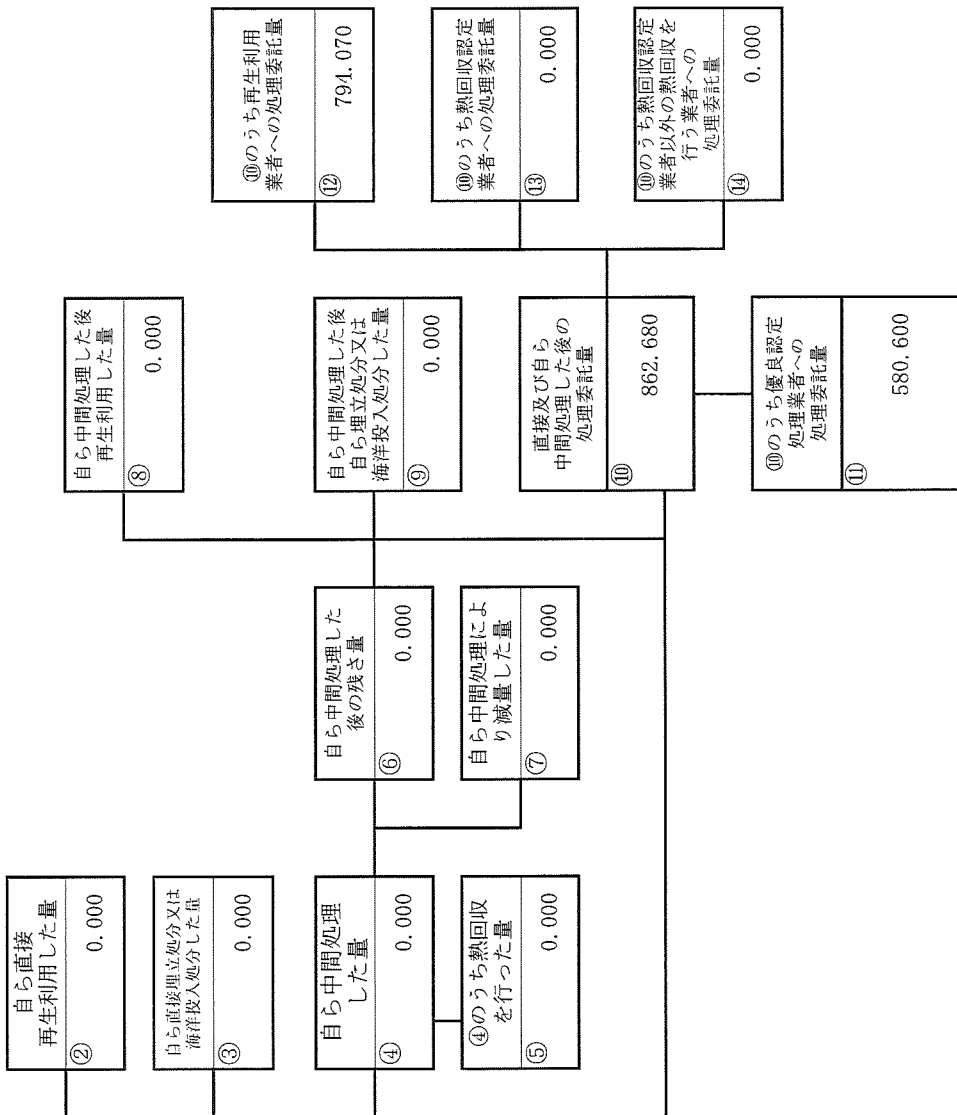 自ら直接
再生利用した量
② 0.000
自ら直接埋立処分又は
海洋投入処分した量
③ 0.000
自ら中間処理
した量
④ 0.000
④のうち熱回収
を行った量
⑤ 0.000
自ら中間処理した
後の残さ量
⑥ 0.000
自ら中間処理によ
り減量した量
⑦ 0.000
自ら中間処理した後
再生利用した量
⑧ 0.000
自ら中間処理した後
自ら埋立処分又は
海洋投入処分した量
⑨ 0.000
直接及び自ら
中間処理した後の
処理委託量
⑩ 862.680
⑩のうち優良認定
処理業者への
処理委託量
⑪ 580.600
⑩のうち再生利用
業者への処理委託量
⑫ 794.070
⑩のうち熱回収認定
業者への処理委託量
⑬ 0.000
⑩のうち熱回収認定
業者以外の熱回収を
行う業者への
処理委託量
⑭ 0.000